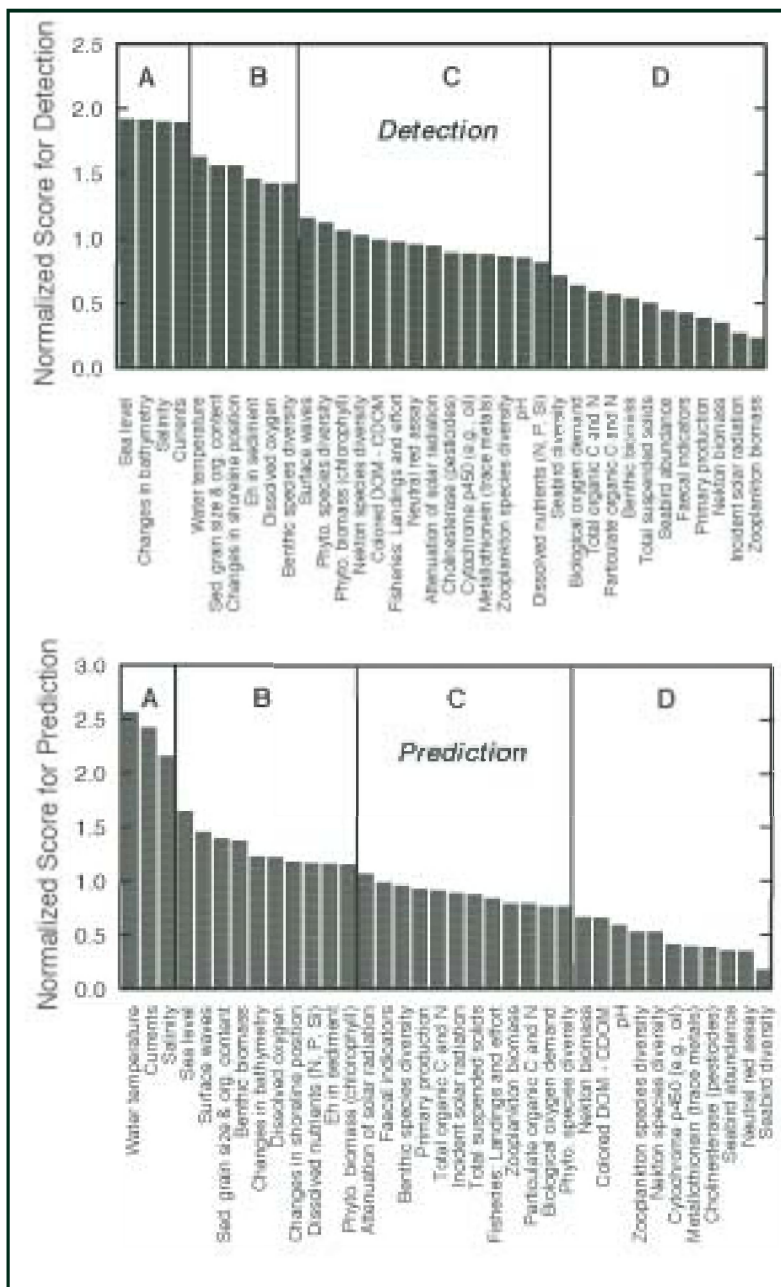 Normalized Score for Detection
2.5
2.0
1.5
1.0
0.5
0.0
A
B
C
D
Detection
Sea level
Changes in bathymetry
Salinity
Currents
Water temperature
Sed. grain size & org. content
Changes in shoreline position
Eh in sediment
Dissolved oxygen
Benthic species diversity
Surface waves
Phyto. species diversity
Phyto. biomass (chlorophyll)
Nekton species diversity
Colored DOM - CDOM
Fisheries: Landings and effort
Neutral red assay
Attenuation of solar radiation
Cholinesterase (pesticides)
Cytochrome p450 (e.g., oil)
Metallothionein (trace metals)
Zooplankton species diversity
pH
Dissolved nutrients (N, P, Si)
Seabird diversity
Biological oxygen demand
Total organic C and N
Particulate organic C and N
Benthic biomass
Total suspended solids
Seabird abundance
Faecal indicators
Primary production
Nekton biomass
Incident solar radiation
Zooplankton biomass
Normalized Score for Prediction
3.0
2.5
2.0
1.5
1.0
0.5
0.0
A
B
C
D
Prediction
Water temperature
Currents
Salinity
Sea level
Surface waves
Sed. grain size & org. content
Benthic biomass
Changes in bathymetry
Dissolved oxygen
Changes in shoreline position
Dissolved nutrients (N, P, Si)
Eh in sediment
Phyto. biomass (chlorophyll)
Attenuation of solar radiation
Faecal indicators
Benthic species diversity
Primary production
Total organic C and N
Incident solar radiation
Total suspended solids
Fisheries: Landings and effort
Zooplankton biomass
Particulate organic C and N
Biological oxygen demand
Phyto. species diversity
Nekton biomass
Colored DOM - CDOM
pH
Zooplankton species diversity
Nekton species diversity
Cytochrome p450 (e.g., oil)
Metallothionein (trace metals)
Cholinesterase (pesticides)
Seabird abundance
Neutral red assay
Seabird diversity